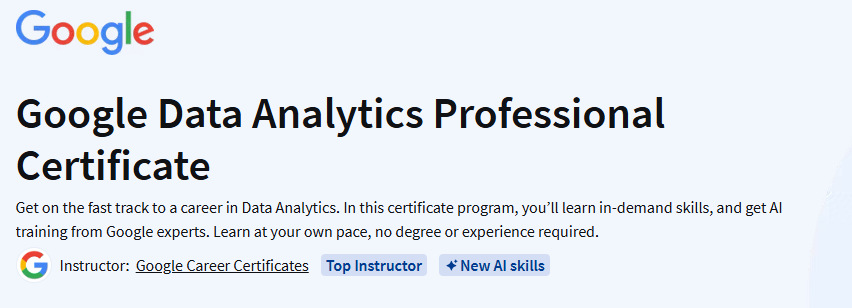 Google
Google Data Analytics Professional
Certificate
Get on the fast track to a career in Data Analytics. In this certificate program, you’ll learn in-demand skills, and get AI
training from Google experts. Learn at your own pace, no degree or experience required.
G Instructor: Google Career Certificates Top Instructor New AI skills